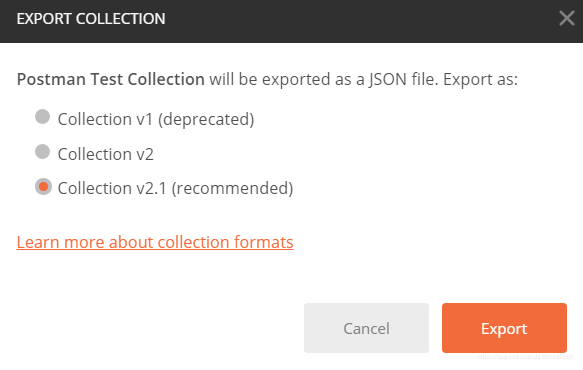 EXPORT COLLECTION
Postman Test Collection will be exported as a JSON file. Export as:
Collection v1 (deprecated)
Collection v2
Collection v2.1 (recommended)
Learn more about collection formats
Cancel
Export